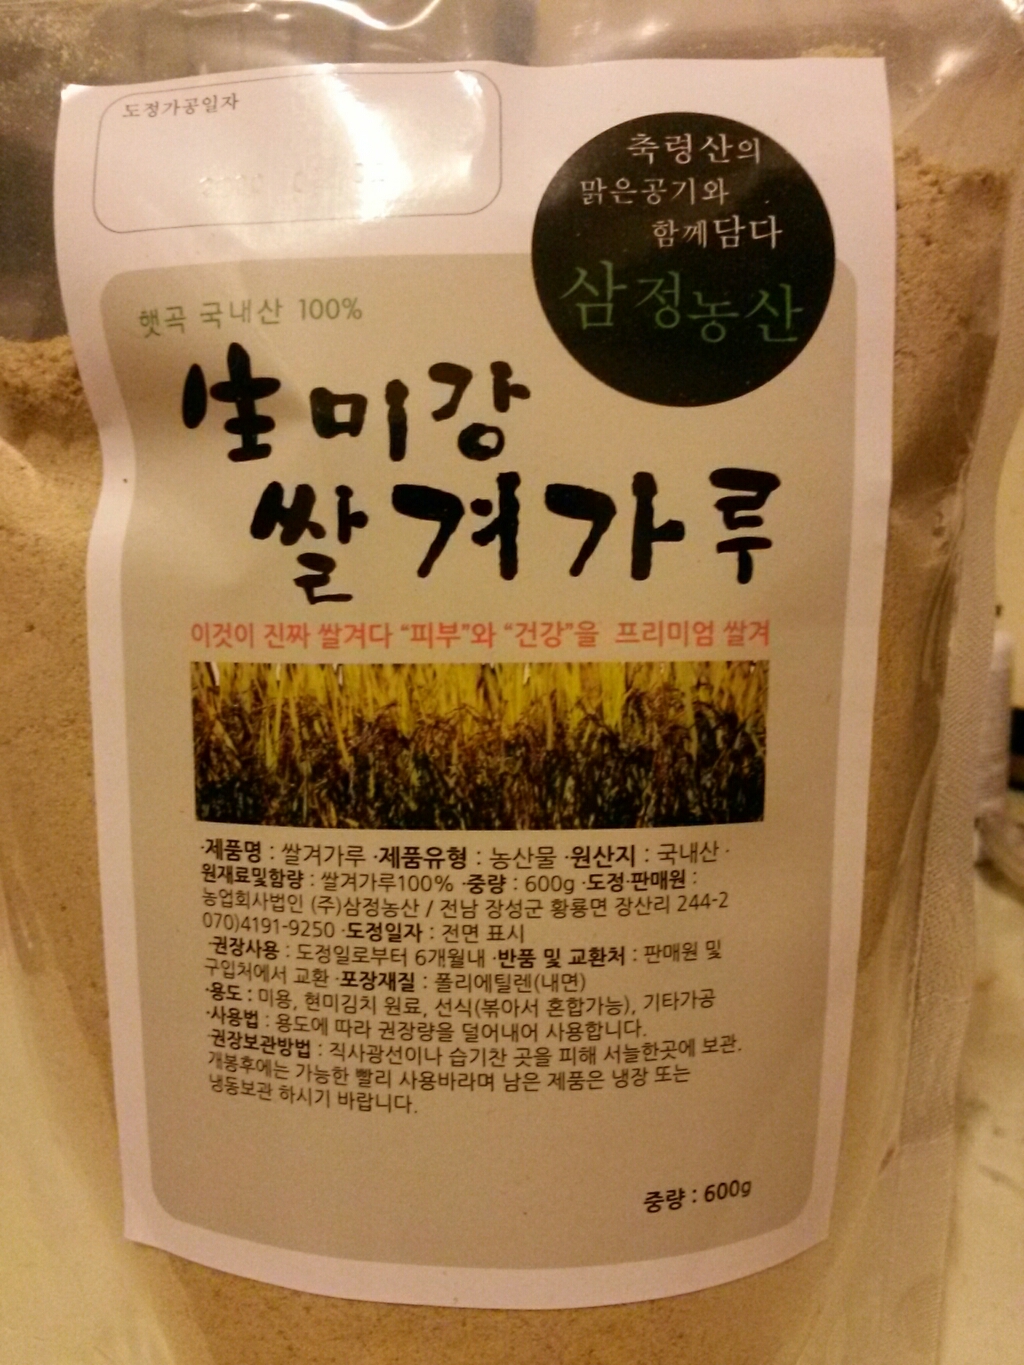 도정가공일자
축령산의
맑은공기와
함께담다
삼정농산
햇곡 국내산 100%
生미강
쌀겨가루
이것이 진짜 쌀겨다 “피부”와 “건강”을 프리미엄 쌀겨
·제품명 : 쌀겨가루 ·제품유형 : 농산물 ·원산지 : 국내산 ·
원재료및함량 : 쌀겨가루100% ·중량 : 600g ·도정·판매원 :
농업회사법인 (주)삼정농산 / 전남 장성군 황룡면 장산리 244-2
070)4191-9250 ·도정일자 : 전면 표시
·권장사용 : 도정일로부터 6개월내 ·반품 및 교환처 : 판매원 및
구입처에서 교환 ·포장재질 : 폴리에틸렌(내면)
·용도 : 미용, 현미김치 원료, 선식(볶아서 혼합가능), 기타가공
·사용법 : 용도에 따라 권장량을 덜어내어 사용합니다.
·권장보관방법 : 직사광선이나 습기찬 곳을 피해 서늘한곳에 보관.
개봉후에는 가능한 빨리 사용바라며 남은 제품은 냉장 또는
냉동보관 하시기 바랍니다.
중량 : 600g